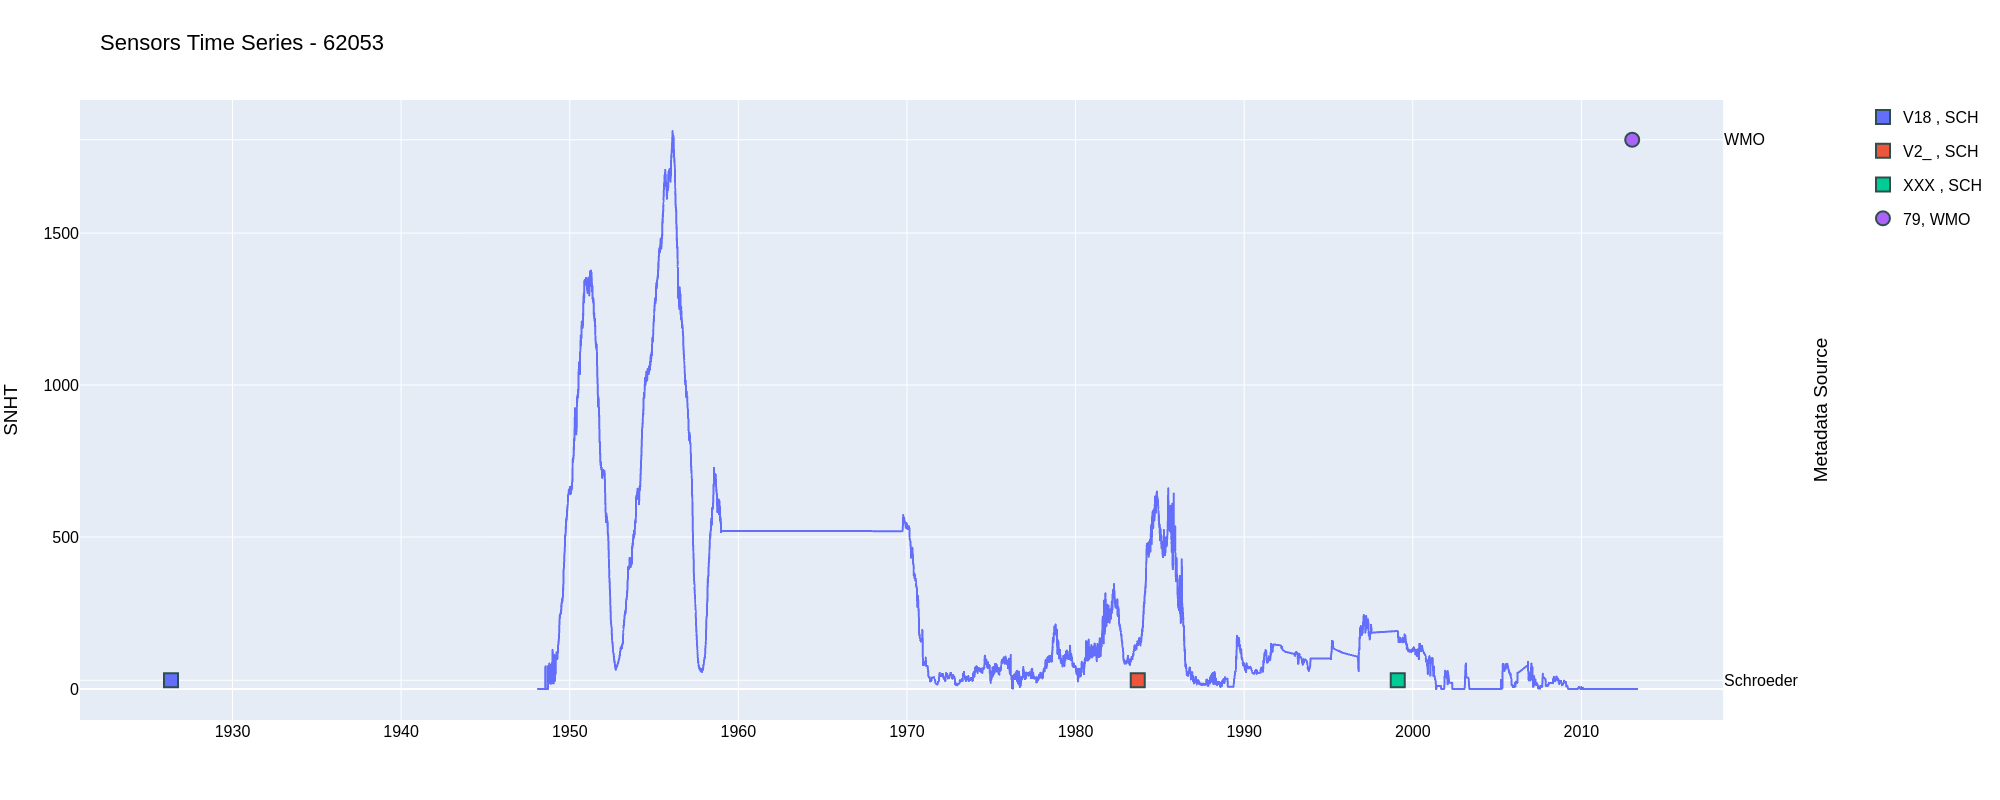 Sensors Time Series - 62053
SNHT
1500
1000
500
0
1930
1940
1950
1960
1970
1980
1990
2000
2010
WMO
Schroeder
Metadata Source
V18 , SCH
V2_ , SCH
XXX , SCH
79, WMO